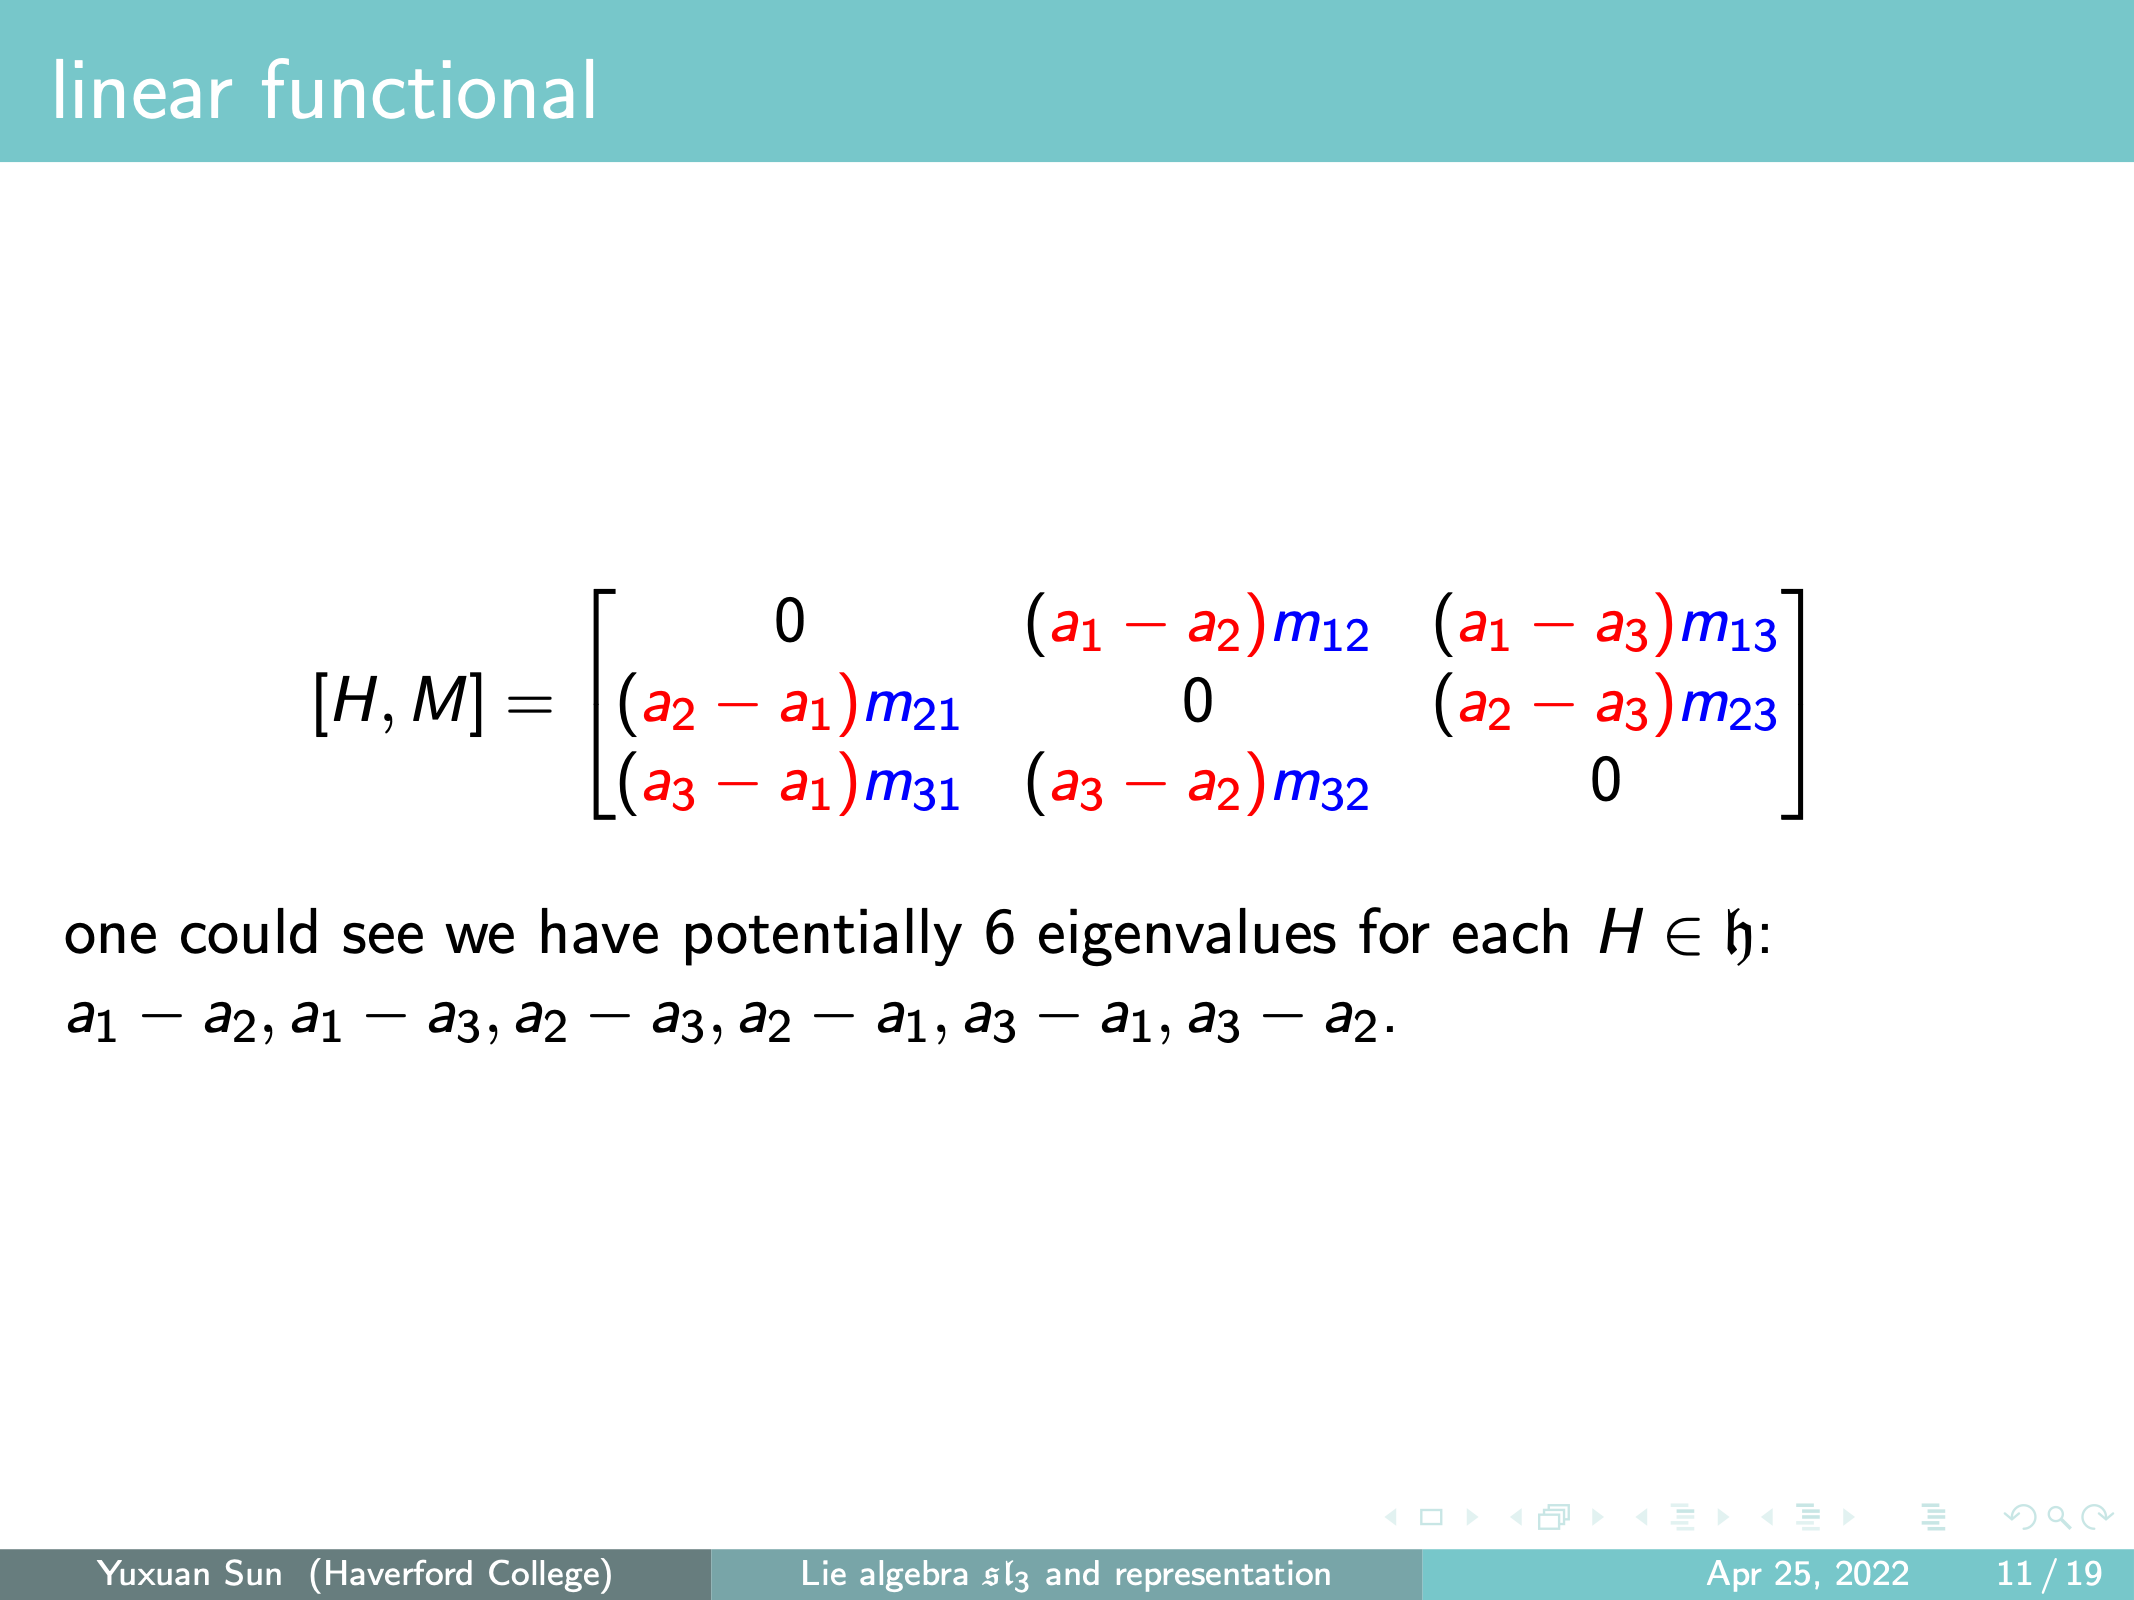 linear functional
[H, M] = [ 0 (a₁ − a₂)m₁₂ (a₁ − a₃)m₁₃
(a₂ − a₁)m₂₁ 0 (a₂ − a₃)m₂₃
(a₃ − a₁)m₃₁ (a₃ − a₂)m₃₂ 0 ]
one could see we have potentially 6 eigenvalues for each H ∈ 𝔥:
a₁ − a₂, a₁ − a₃, a₂ − a₃, a₂ − a₁, a₃ − a₁, a₃ − a₂.
Yuxuan Sun (Haverford College) Lie algebra 𝔰𝔩₃ and representation Apr 25, 2022 11 / 19